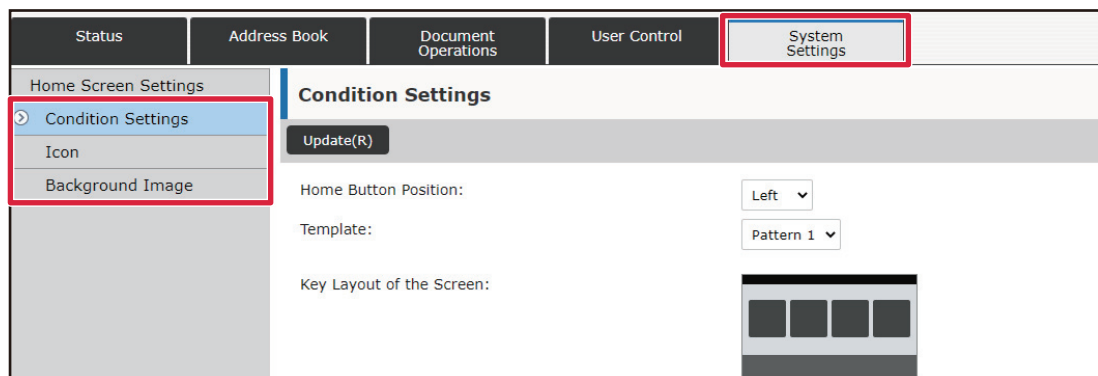 Status
Address Book
Document
Operations
User Control
System
Settings
Home Screen Settings
Condition Settings
Icon
Background Image
Condition Settings
Update(R)
Home Button Position:
Left
Template:
Pattern 1
Key Layout of the Screen: